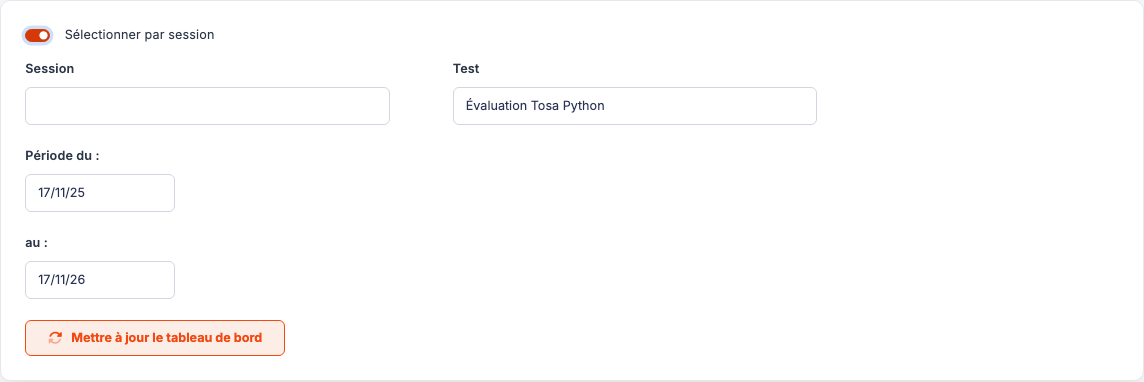 Sélectionner par session
Session
Test
Évaluation Tosa Python
Période du :
17/11/25
au :
17/11/26
Mettre à jour le tableau de bord